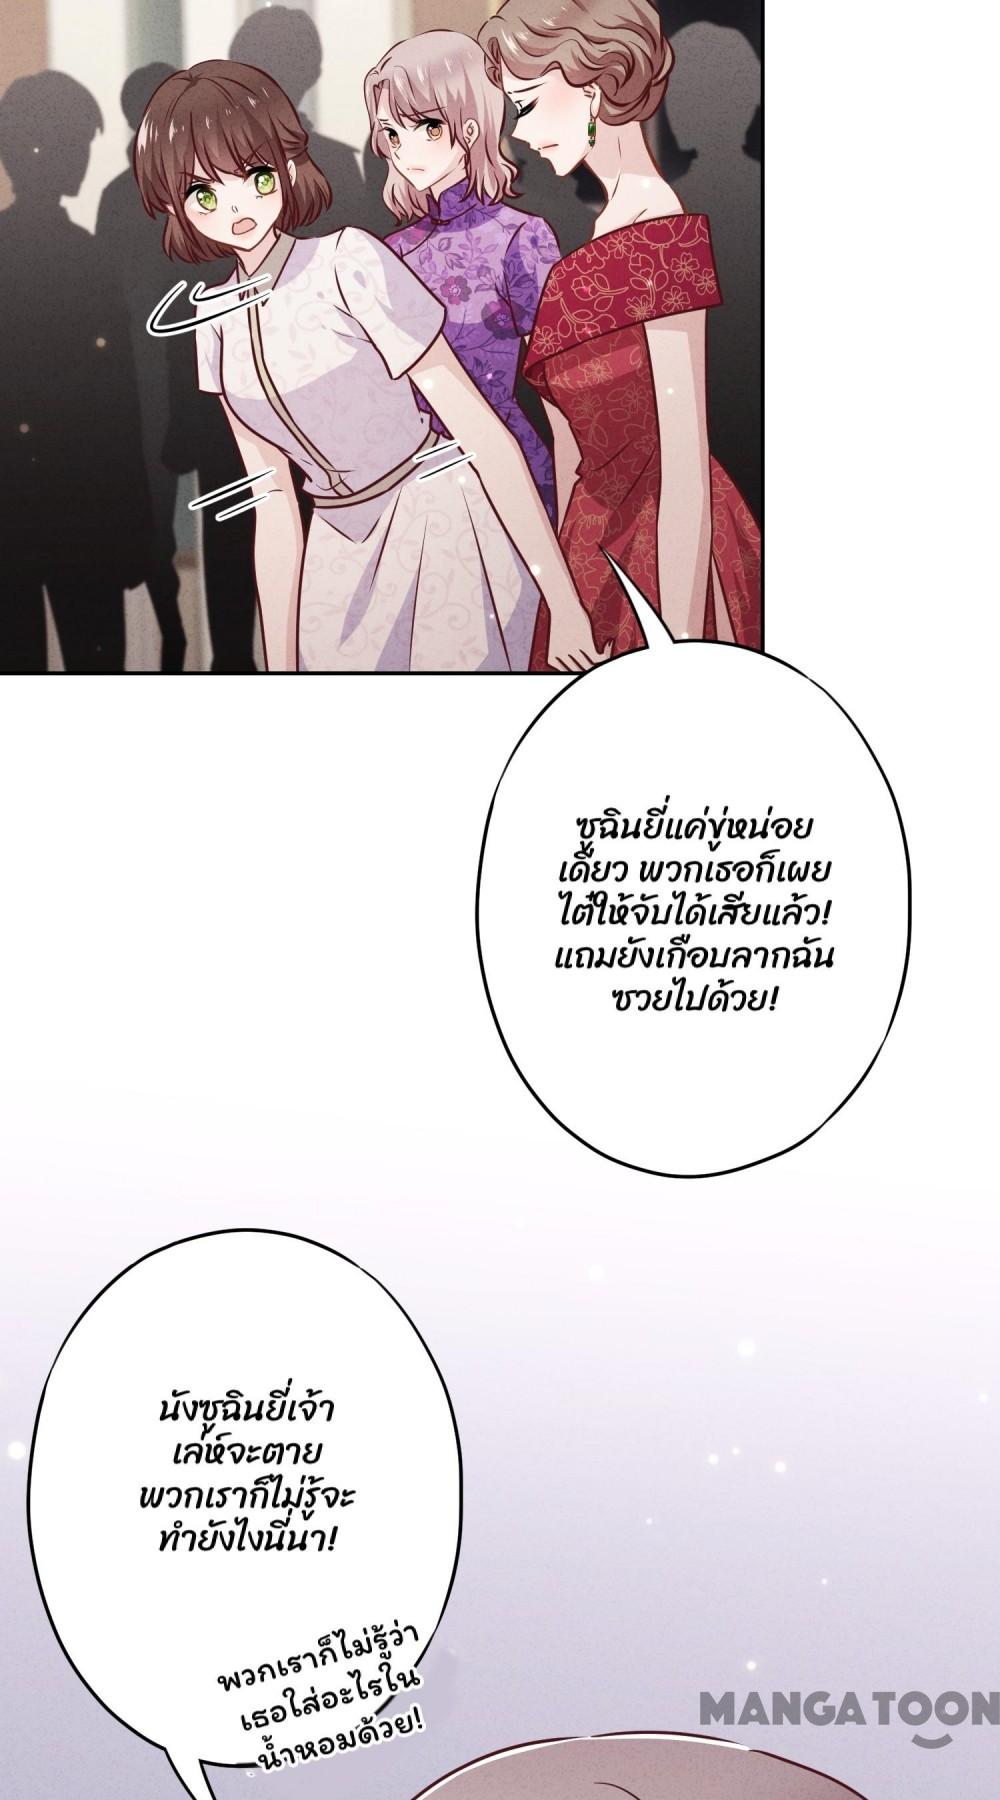 ซูฉินยี่แค่ขู่หน่อย
เดียว พวกเธอก็เผย
ไต๋ให้จับได้เสียแล้ว!
แถมยังเกือบลากฉัน
ซวยไปด้วย!
นังซูฉินยี่เจ้า
เล่ห์จะตาย
พวกเราก็ไม่รู้จะ
ทำยังไงนี่นา!
พวกเราก็ไม่รู้ว่า
เธอใส่อะไรใน
น้ำหอมด้วย!
MANGATOON